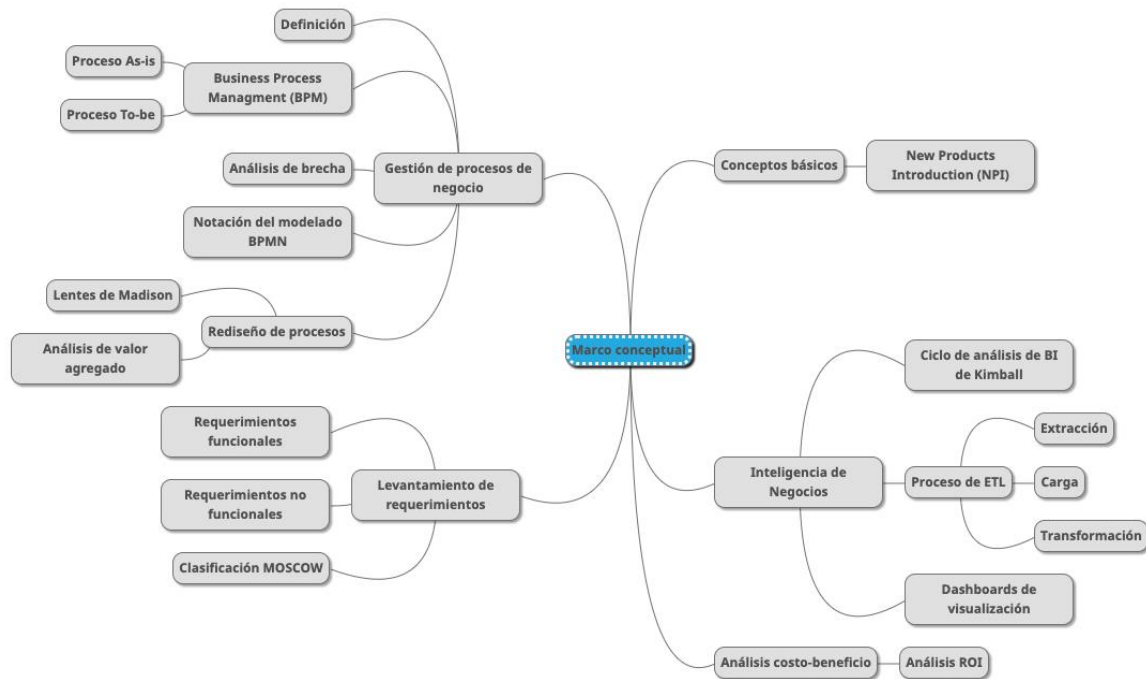 Definición
Proceso As-is
Business Process
Managment (BPM)
Proceso To-be
Análisis de brecha
Gestión de procesos de
negocio
Notación del modelado
BPMN
Lentes de Madison
Rediseño de procesos
Análisis de valor
agregado
Requerimientos
funcionales
Requerimientos no
funcionales
Levantamiento de
requerimientos
Clasificación MOSCOW
Marco conceptual
Conceptos básicos
New Products
Introduction (NPI)
Ciclo de análisis de BI
de Kimball
Inteligencia de
Negocios
Proceso de ETL
Extracción
Carga
Transformación
Dashboards de
visualización
Análisis costo-beneficio
Análisis ROI